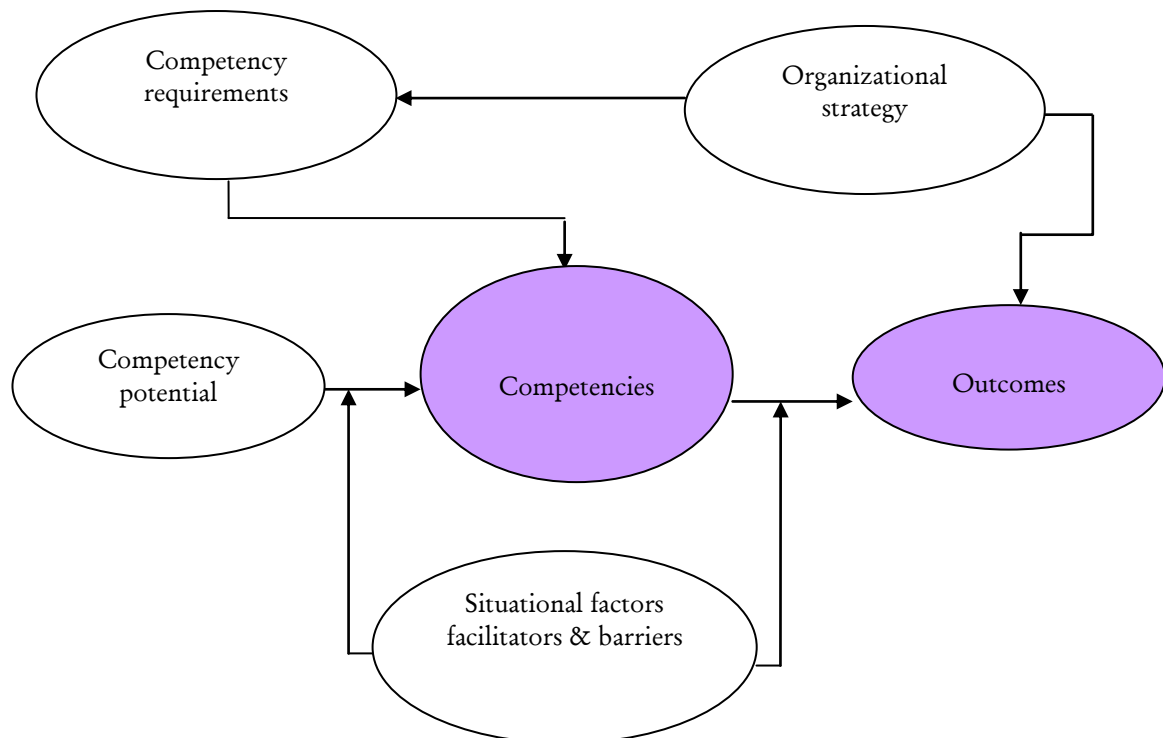 Competency
requirements
Organizational
strategy
Competency
potential
Competencies
Outcomes
Situational factors
facilitators & barriers